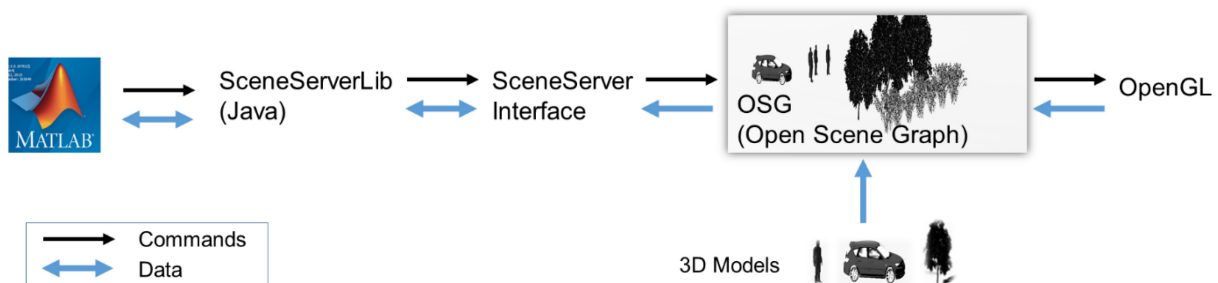 MATLAB
SceneServerLib
(Java)
SceneServer
Interface
OSG
(Open Scene Graph)
OpenGL
Commands
Data
3D Models